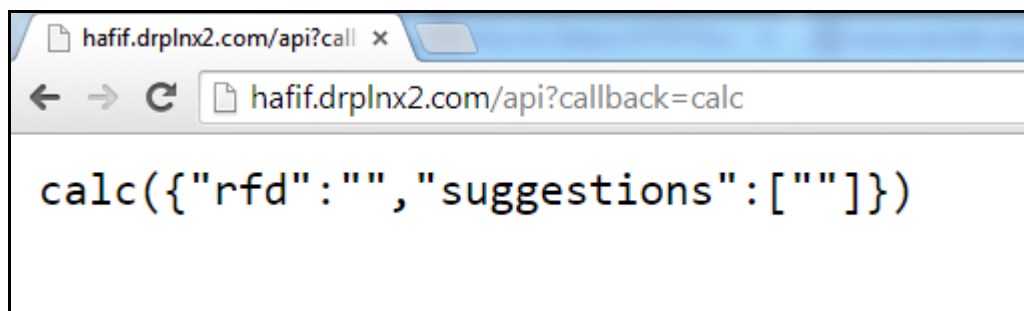 hafif.drplnx2.com/api?call
hafif.drplnx2.com/api?callback=calc
calc({"rfd":"","suggestions":[""]})